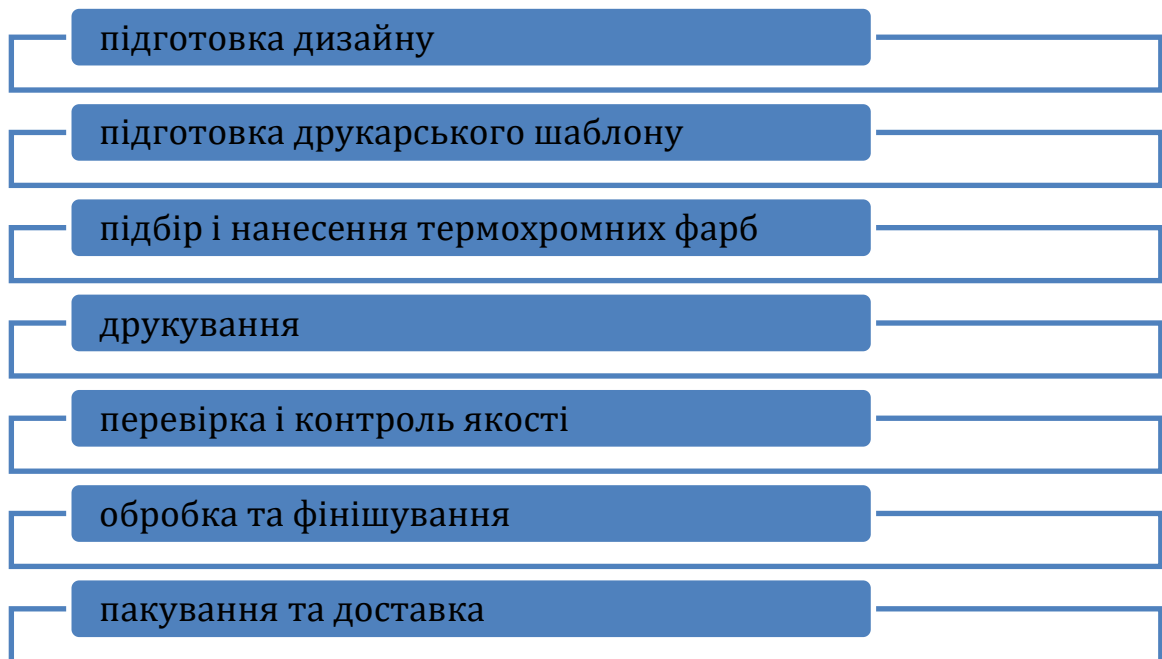 підготовка дизайну
підготовка друкарського шаблону
підбір і нанесення термохромних фарб
друкування
перевірка і контроль якості
обробка та фінішування
пакування та доставка